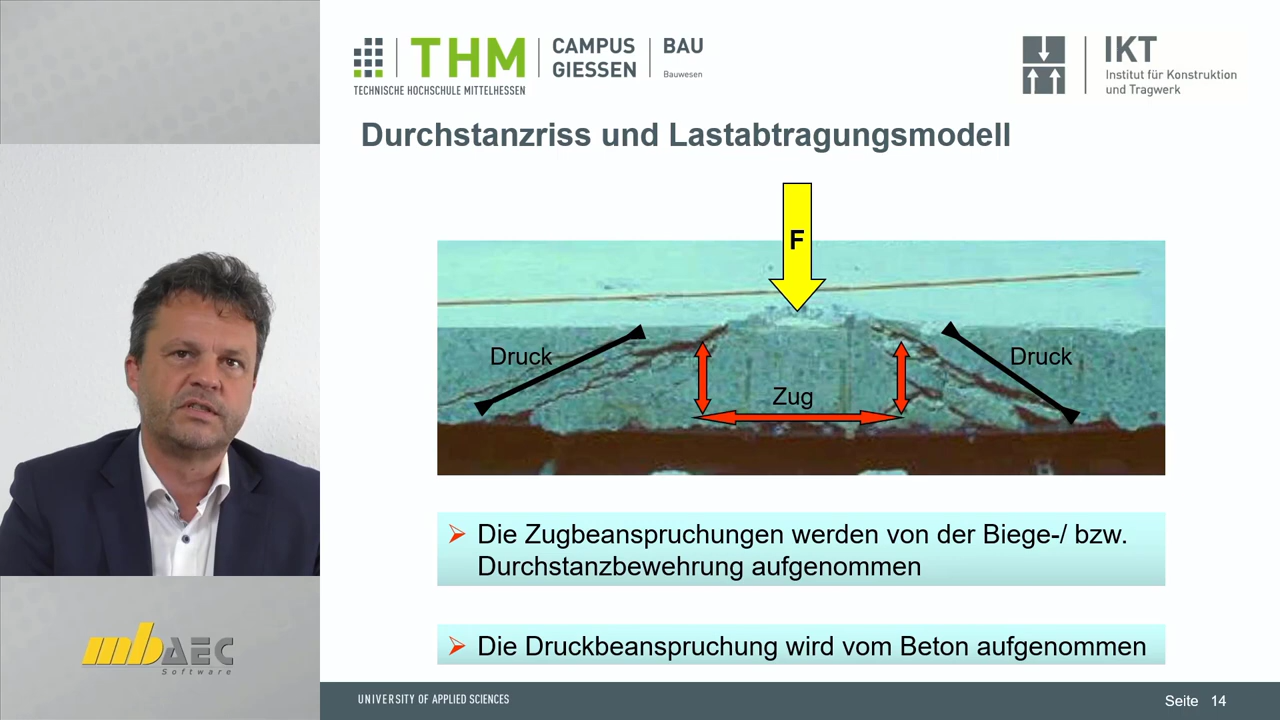 THM
CAMPUS
GIESSEN
BAU
Bauwesen
TECHNISCHE HOCHSCHULE MITTELHESSEN
IKT
Institut für Konstruktion
und Tragwerk
Durchstanzriss und Lastabtragungsmodell
F
Druck
Druck
Zug
Die Zugbeanspruchungen werden von der Biege-/ bzw.
Durchstanzbewehrung aufgenommen
Die Druckbeanspruchung wird vom Beton aufgenommen
mb AEC
Software
UNIVERSITY OF APPLIED SCIENCES
Seite 14